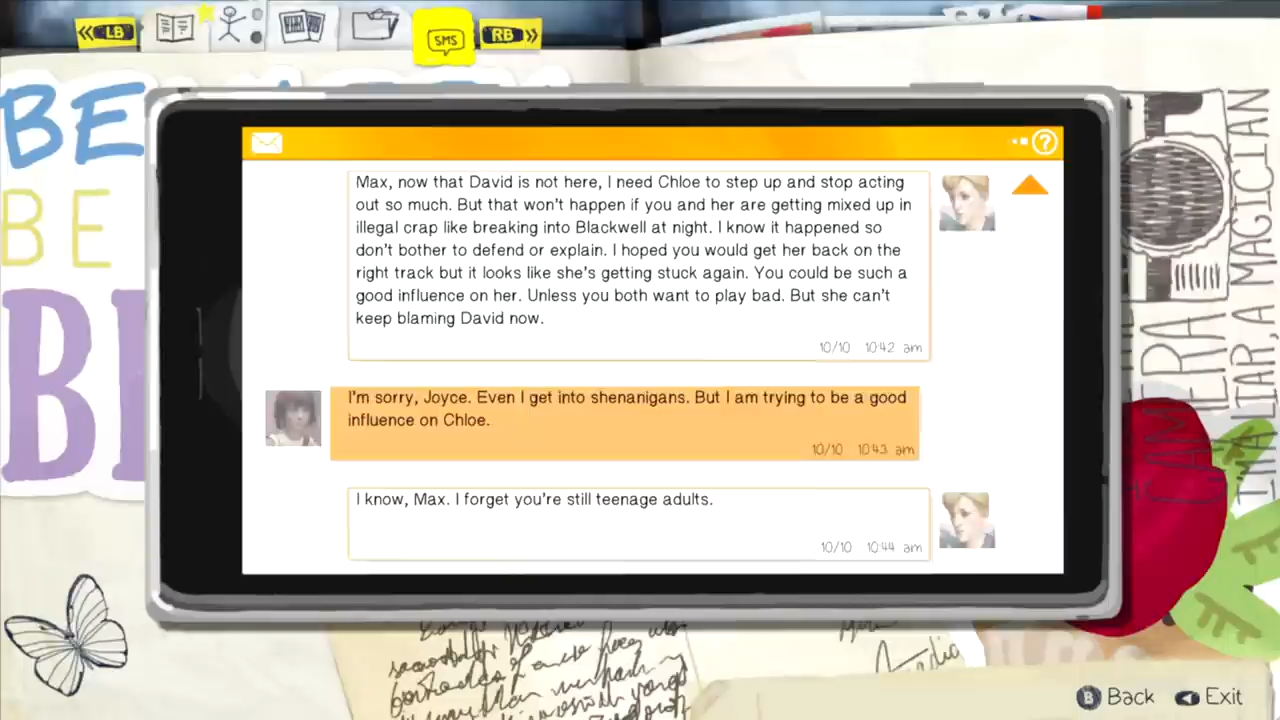 LB
SMS
RB
Max, now that David is not here, I need Chloe to step up and stop acting
out so much. But that won't happen if you and her are getting mixed up in
illegal crap like breaking into Blackwell at night. I know it happened so
don't bother to defend or explain. I hoped you would get her back on the
right track but it looks like she's getting stuck again. You could be such a
good influence on her. Unless you both want to play bad. But she can't
keep blaming David now.
10/10 10:42 am
I'm sorry, Joyce. Even I get into shenanigans. But I am trying to be a good
influence on Chloe.
10/10 10:43 am
I know, Max. I forget you're still teenage adults.
10/10 10:44 am
BE
BE
A MAGICIAN
B Back
Exit